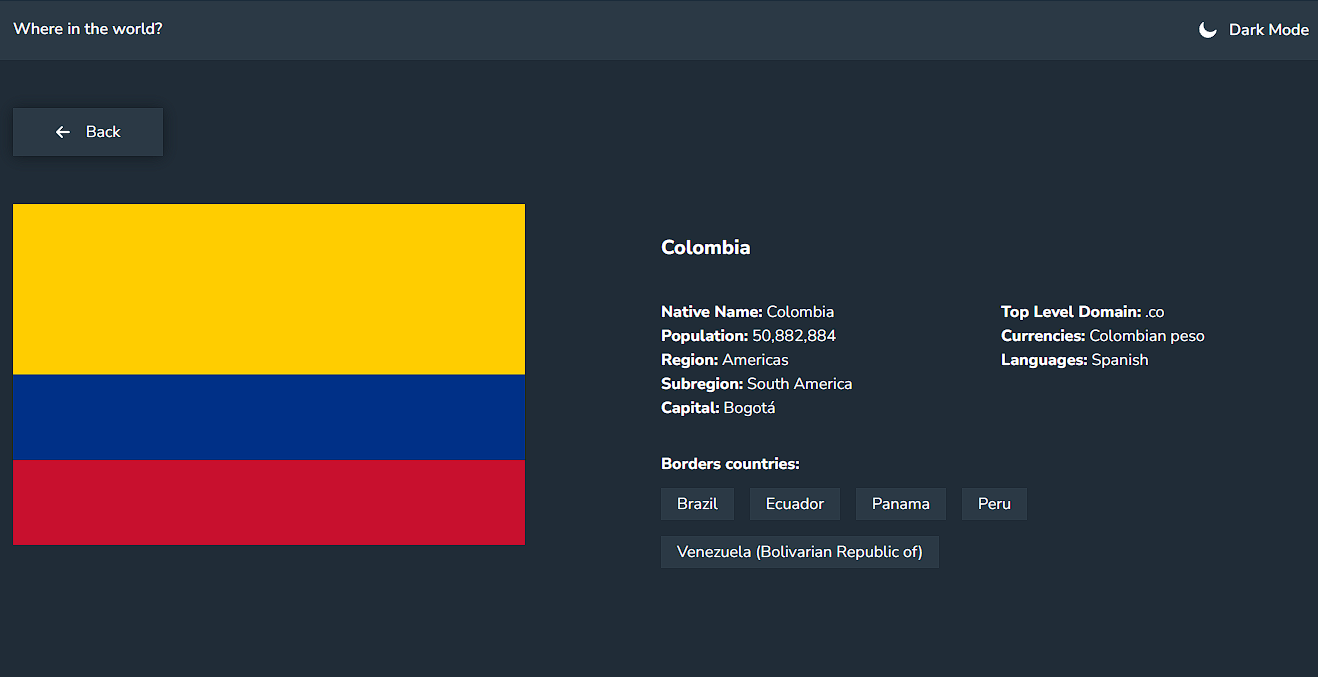 Where in the world?
Dark Mode
Back
Colombia
Native Name: Colombia
Population: 50,882,884
Region: Americas
Subregion: South America
Capital: Bogotá
Top Level Domain: .co
Currencies: Colombian peso
Languages: Spanish
Borders countries:
Brazil Ecuador Panama Peru
Venezuela (Bolivarian Republic of)